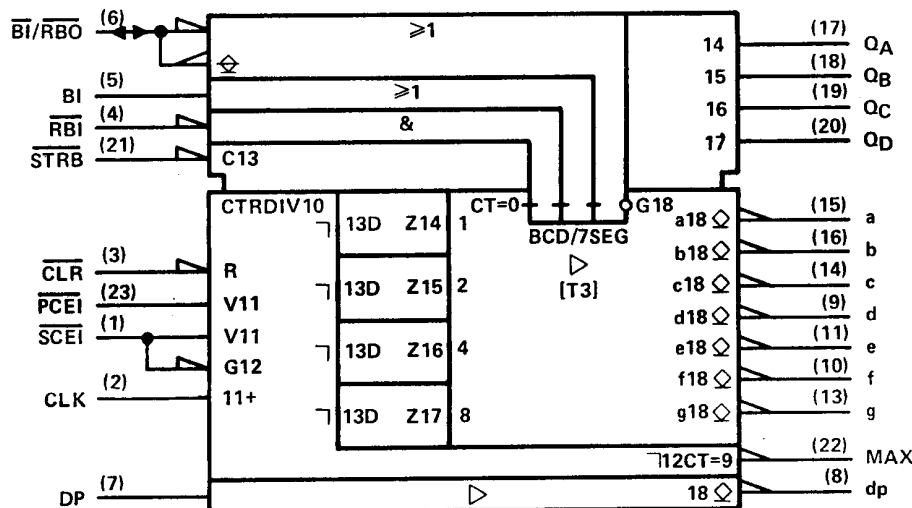 (6)
BI/RBO
≥1
14 (17) QA
15 (18) QB
(5)
BI
≥1
16 (19) QC
(4)
RBI
&
17 (20) QD
(21)
STRB
C13
CTRDIV10
CT=0
G18
13D Z14 1
BCD/7SEG
[T3]
a18 (15) a
b18 (16) b
(3)
CLR
R
13D Z15 2
c18 (14) c
(23)
PCEI
V11
d18 (9) d
(1)
SCEI
V11
G12
13D Z16 4
e18 (11) e
f18 (10) f
(2)
CLK
11+
13D Z17 8
g18 (13) g
12CT=9 (22) MAX
(7)
DP
18 (8) dp